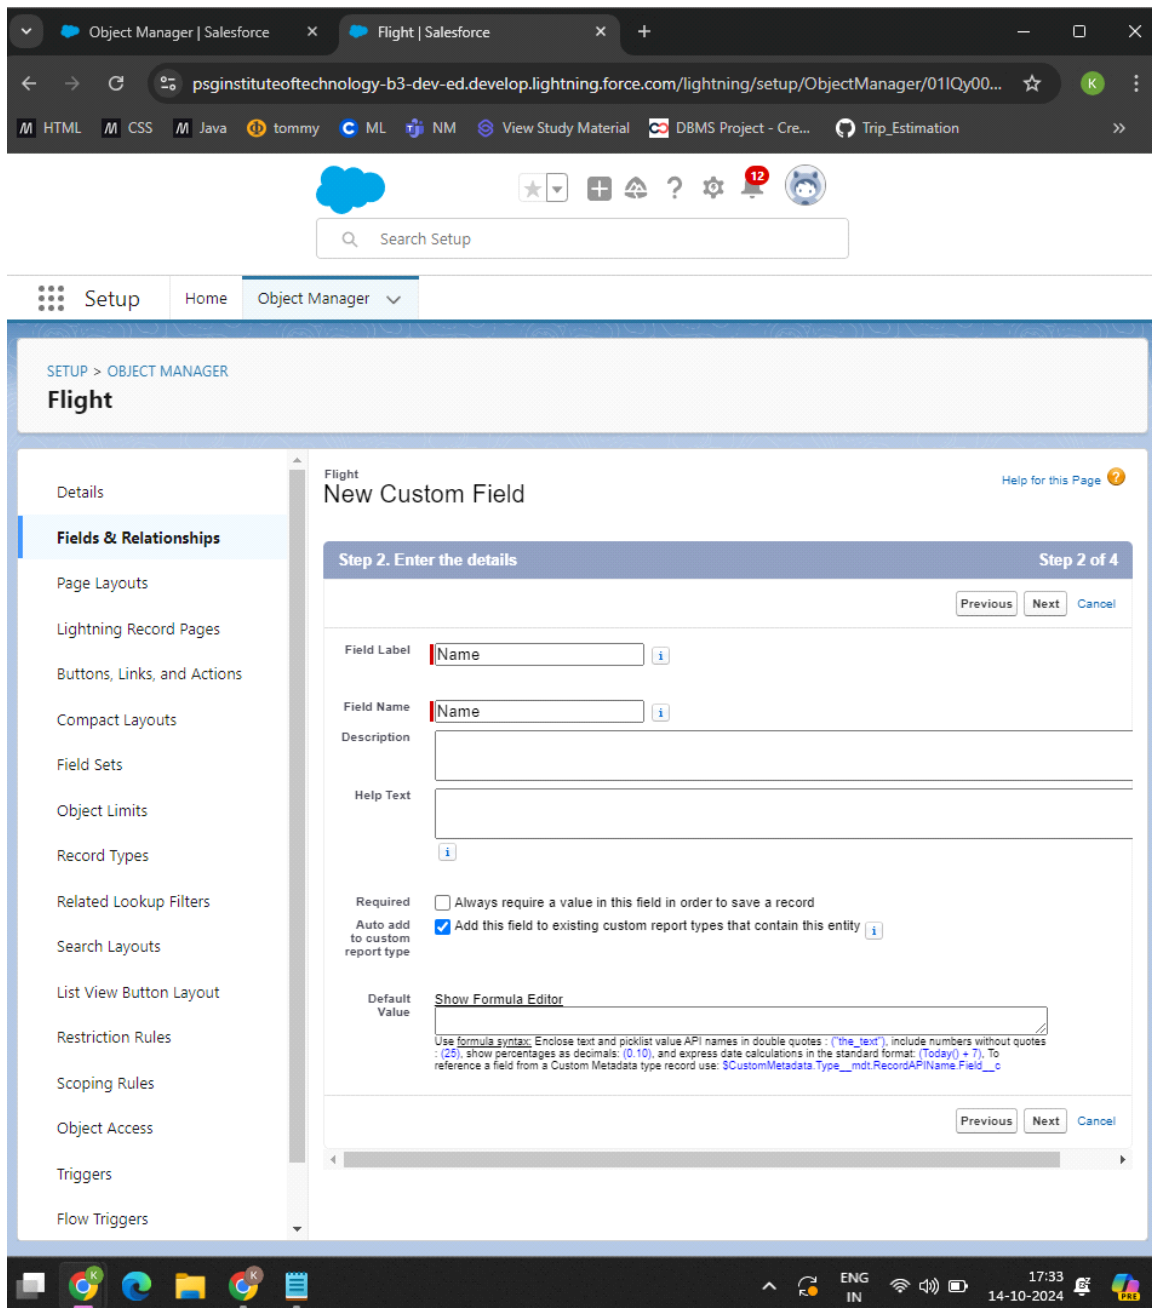 Object Manager | Salesforce
Flight | Salesforce
psginstituteoftechnology-b3-dev-ed.develop.lightning.force.com/lightning/setup/ObjectManager/01IQy00...
K
HTML CSS Java tommy ML NM View Study Material DBMS Project - Cre... Trip_Estimation
12
Search Setup
Setup Home Object Manager
SETUP > OBJECT MANAGER
Flight
Details
Fields & Relationships
Page Layouts
Lightning Record Pages
Buttons, Links, and Actions
Compact Layouts
Field Sets
Object Limits
Record Types
Related Lookup Filters
Search Layouts
List View Button Layout
Restriction Rules
Scoping Rules
Object Access
Triggers
Flow Triggers
Flight
New Custom Field
Help for this Page
Step 2. Enter the details Step 2 of 4
Previous Next Cancel
Field Label Name
Field Name Name
Description
Help Text
Required Always require a value in this field in order to save a record
Auto add
to custom
report type
Add this field to existing custom report types that contain this entity
Default
Value
Show Formula Editor
Use formula syntax: Enclose text and picklist value API names in double quotes : ("the_text"), include numbers without quotes
: (25), show percentages as decimals: (0.10), and express date calculations in the standard format: (Today() + 7), To
reference a field from a Custom Metadata type record use: $CustomMetadata.Type__mdt.RecordAPIName.Field__c
Previous Next Cancel
ENG
IN
17:33
14-10-2024
PRE